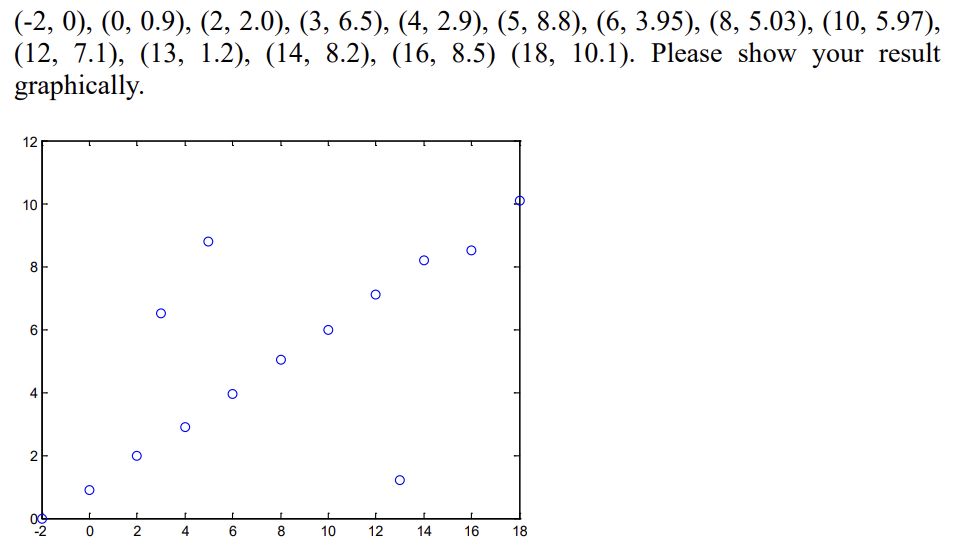 (-2, 0), (0, 0.9), (2, 2.0), (3, 6.5), (4, 2.9), (5, 8.8), (6, 3.95), (8, 5.03), (10, 5.97),
(12, 7.1), (13, 1.2), (14, 8.2), (16, 8.5) (18, 10.1). Please show your result
graphically.
12
10
8
6
4
2
0
-2 0 2 4 6 8 10 12 14 16 18